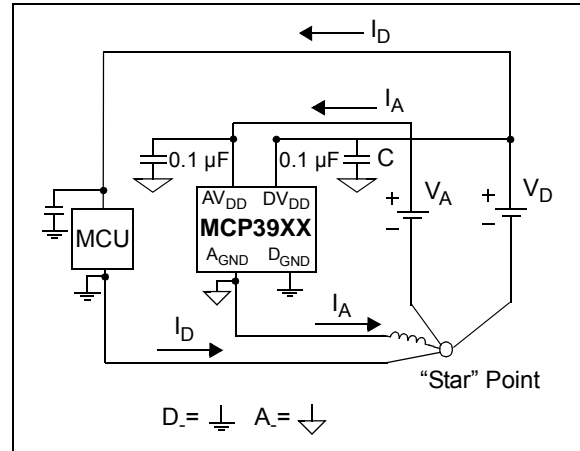 I_D
I_A
0.1 µF
0.1 µF
C
AV_DD
DV_DD
V_A
V_D
MCP39XX
MCU
A_GND
D_GND
I_A
I_D
“Star” Point
D_-=
A_-=